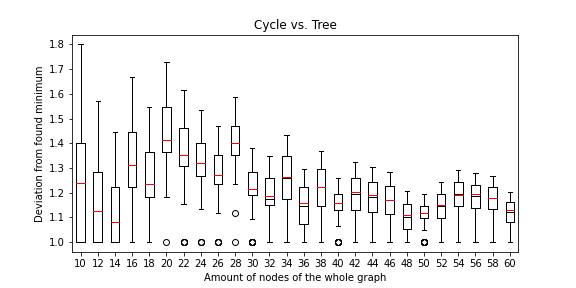 Cycle vs. Tree
Deviation from found minimum
1.8
1.7
1.6
1.5
1.4
1.3
1.2
1.1
1.0
10 12 14 16 18 20 22 24 26 28 30 32 34 36 38 40 42 44 46 48 50 52 54 56 58 60
Amount of nodes of the whole graph